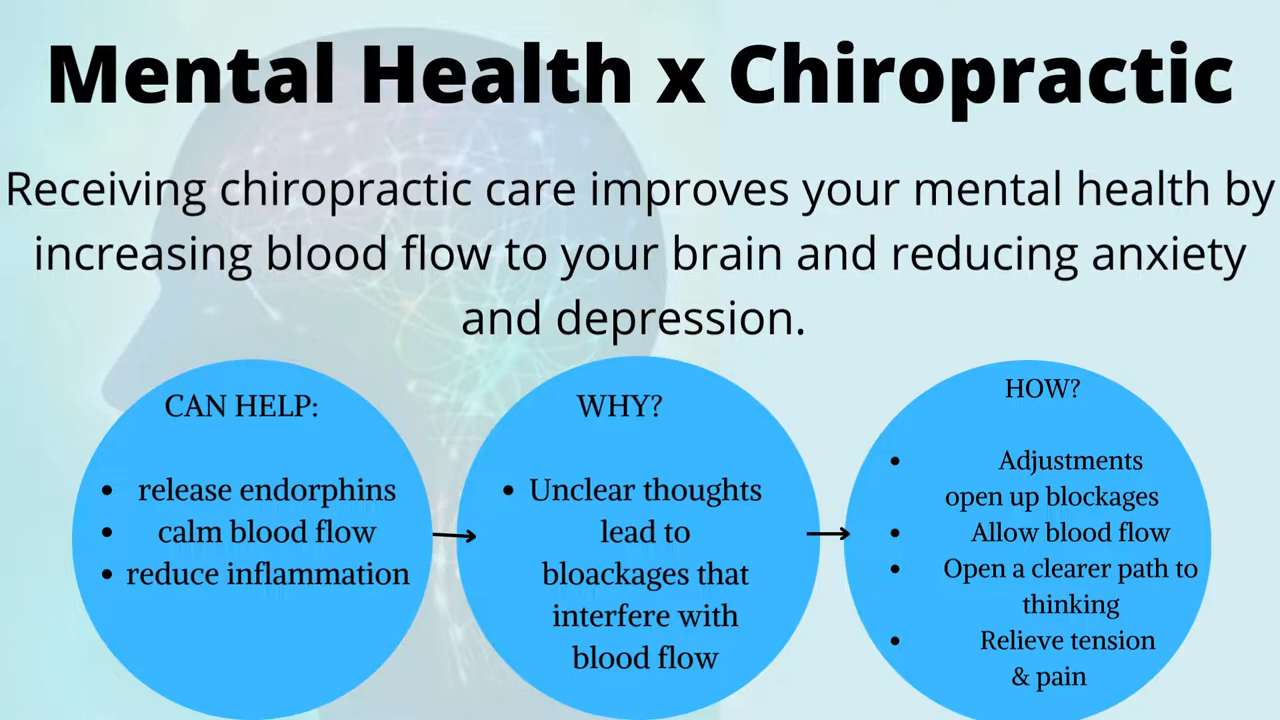 Mental Health x Chiropractic
Receiving chiropractic care improves your mental health by
increasing blood flow to your brain and reducing anxiety
and depression.
CAN HELP:
• release endorphins
• calm blood flow
• reduce inflammation
WHY?
• Unclear thoughts
lead to
bloackages that
interfere with
blood flow
HOW?
• Adjustments
open up blockages
• Allow blood flow
• Open a clearer path to
thinking
• Relieve tension
& pain